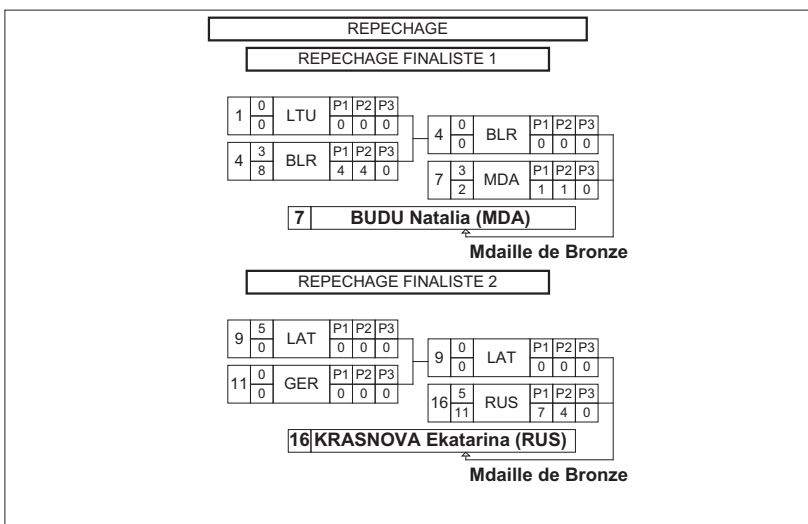 REPECHAGE
REPECHAGE FINALISTE 1
1 0 LTU P1 P2 P3
0 0 0 0
4 0 BLR P1 P2 P3
0 0 0 0
4 3 BLR P1 P2 P3
8 4 4 0
7 3 MDA P1 P2 P3
2 1 1 0
7 BUDU Natalia (MDA)
Mdaille de Bronze
REPECHAGE FINALISTE 2
9 5 LAT P1 P2 P3
0 0 0 0
9 0 LAT P1 P2 P3
0 0 0 0
11 0 GER P1 P2 P3
0 0 0 0
16 5 RUS P1 P2 P3
11 7 4 0
16 KRASNOVA Ekatarina (RUS)
Mdaille de Bronze